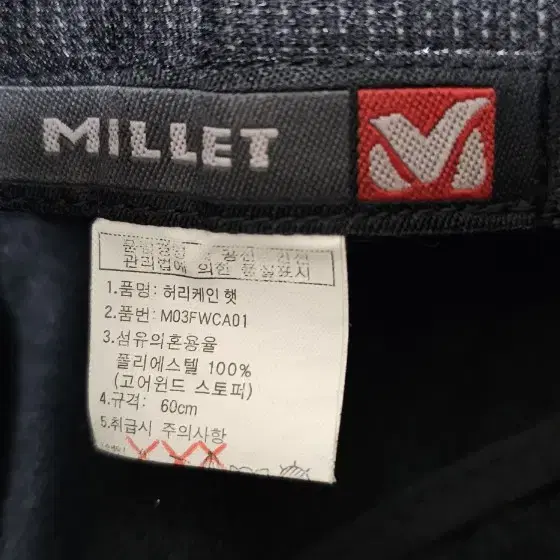 MILLET
관리법에 의한 품질표시
1.품명: 허리케인 햇
2.품번: M03FWCA01
3.섬유의혼용율
폴리에스텔 100%
(고어윈드 스토퍼)
4.규격: 60cm
5.취급시 주의사항